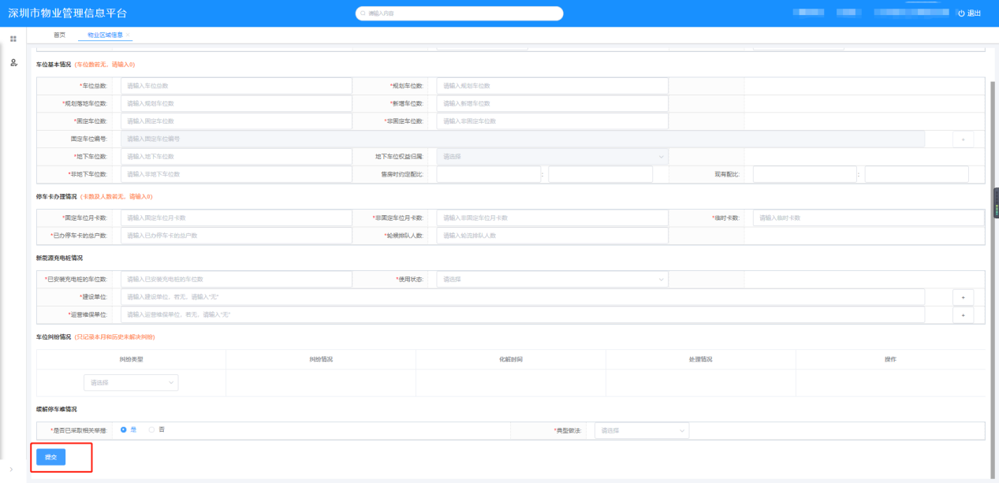 深圳市物业管理信息平台
请输入内容
退出
首页 物业区域信息 ×
车位基本情况 (车位数若无，请输入0)
*车位总数: 请输入车位总数 *规划车位数: 请输入规划车位数
*规划落地车位数: 请输入规划车位数 *新增车位数: 请输入新增车位数
*固定车位数: 请输入固定车位数 *非固定车位数: 请输入非固定车位数
固定车位编号: 请输入固定车位编号 +
*地下车位数: 请输入地下车位数 地下车位权益归属: 请选择
*非地下车位数: 请输入非地下车位数 售房时约定配比: : 现有配比: :
停车卡办理情况 (卡数及人数若无，请输入0)
*固定车位月卡数: 请输入固定车位月卡数 *非固定车位月卡数: 请输入非固定车位月卡数 *临时卡数: 请输入临时卡数
*已办停车卡的总户数: 请输入已办停车卡的总户数 *轮候排队人数: 请输入轮流排队人数
新能源充电桩情况
*已安装充电桩的车位数: 请输入已安装充电桩的车位数 *使用状态: 请选择
*建设单位: 请输入建设单位，若无，请输入"无" +
*运营维保单位: 请输入运营维保单位，若无，请输入"无" +
车位纠纷情况 (只记录本月和历史未解决纠纷)
纠纷类型 纠纷情况 化解时间 处理情况 操作
请选择
缓解停车难情况
*是否已采取相关举措: 是 否 *典型做法: 请选择
提交